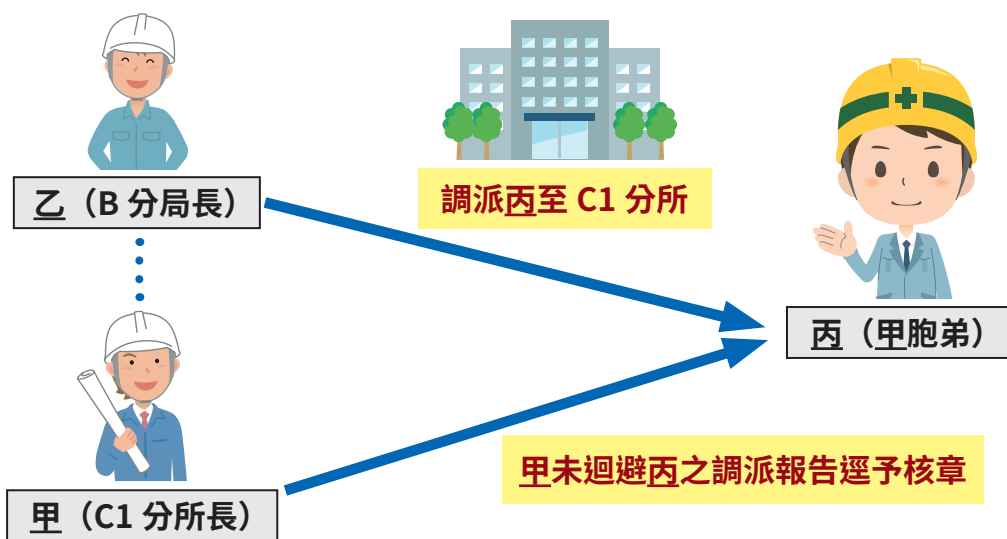 乙（B 分局長）
調派丙至 C1 分所
丙（甲胞弟）
甲未迴避丙之調派報告逕予核章
甲（C1 分所長）